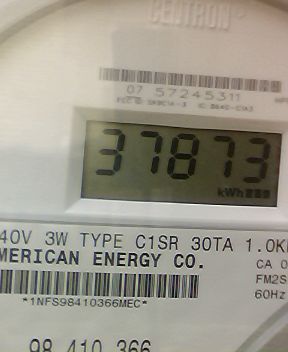 CENTRON
07 57245311
37873
kWh
40V 3W TYPE C1SR 30TA 1.0K
MERICAN ENERGY CO.
CA 0
*1NFS98410366MEC*
FM2S
60Hz
98 410 366